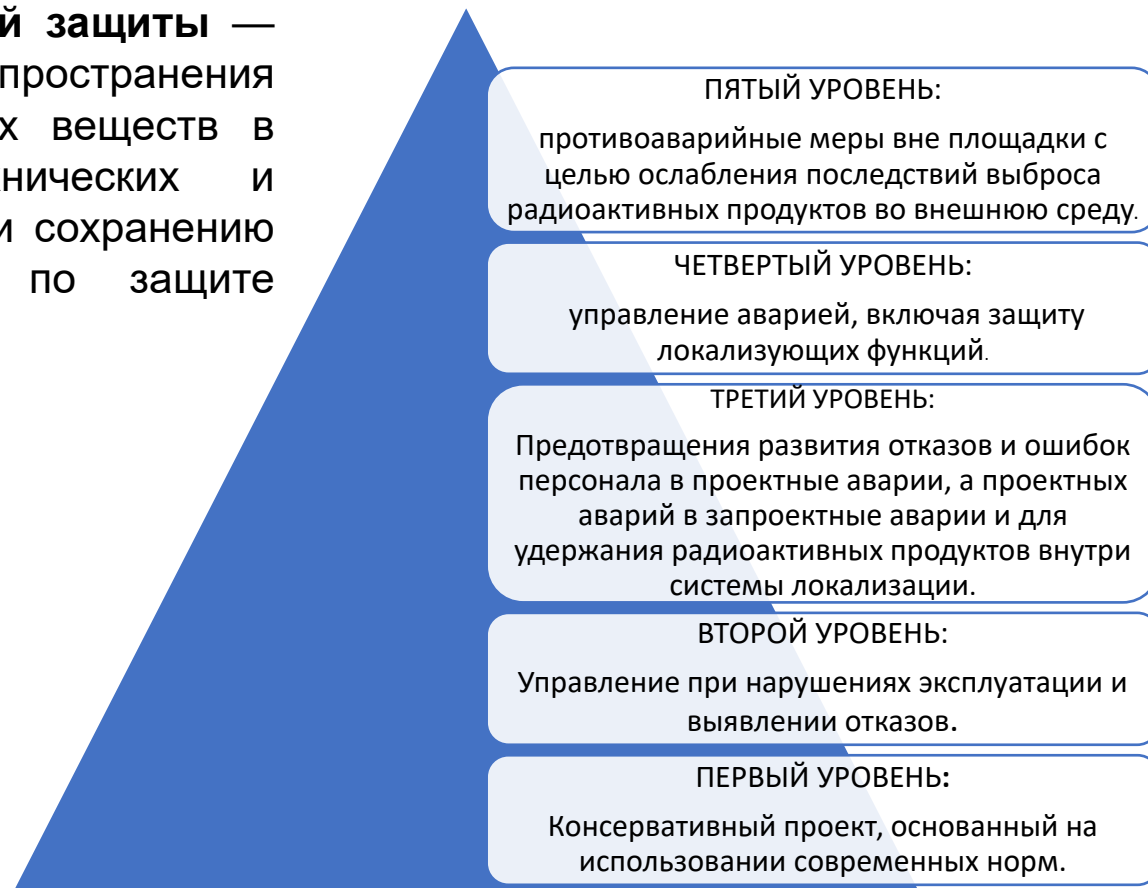 й защиты —
пространения
х веществ в
нических и
и сохранению
по защите
ПЯТЫЙ УРОВЕНЬ:
противоаварийные меры вне площадки с
целью ослабления последствий выброса
радиоактивных продуктов во внешнюю среду.
ЧЕТВЕРТЫЙ УРОВЕНЬ:
управление аварией, включая защиту
локализующих функций.
ТРЕТИЙ УРОВЕНЬ:
Предотвращения развития отказов и ошибок
персонала в проектные аварии, а проектных
аварий в запроектные аварии и для
удержания радиоактивных продуктов внутри
системы локализации.
ВТОРОЙ УРОВЕНЬ:
Управление при нарушениях эксплуатации и
выявлении отказов.
ПЕРВЫЙ УРОВЕНЬ:
Консервативный проект, основанный на
использовании современных норм.